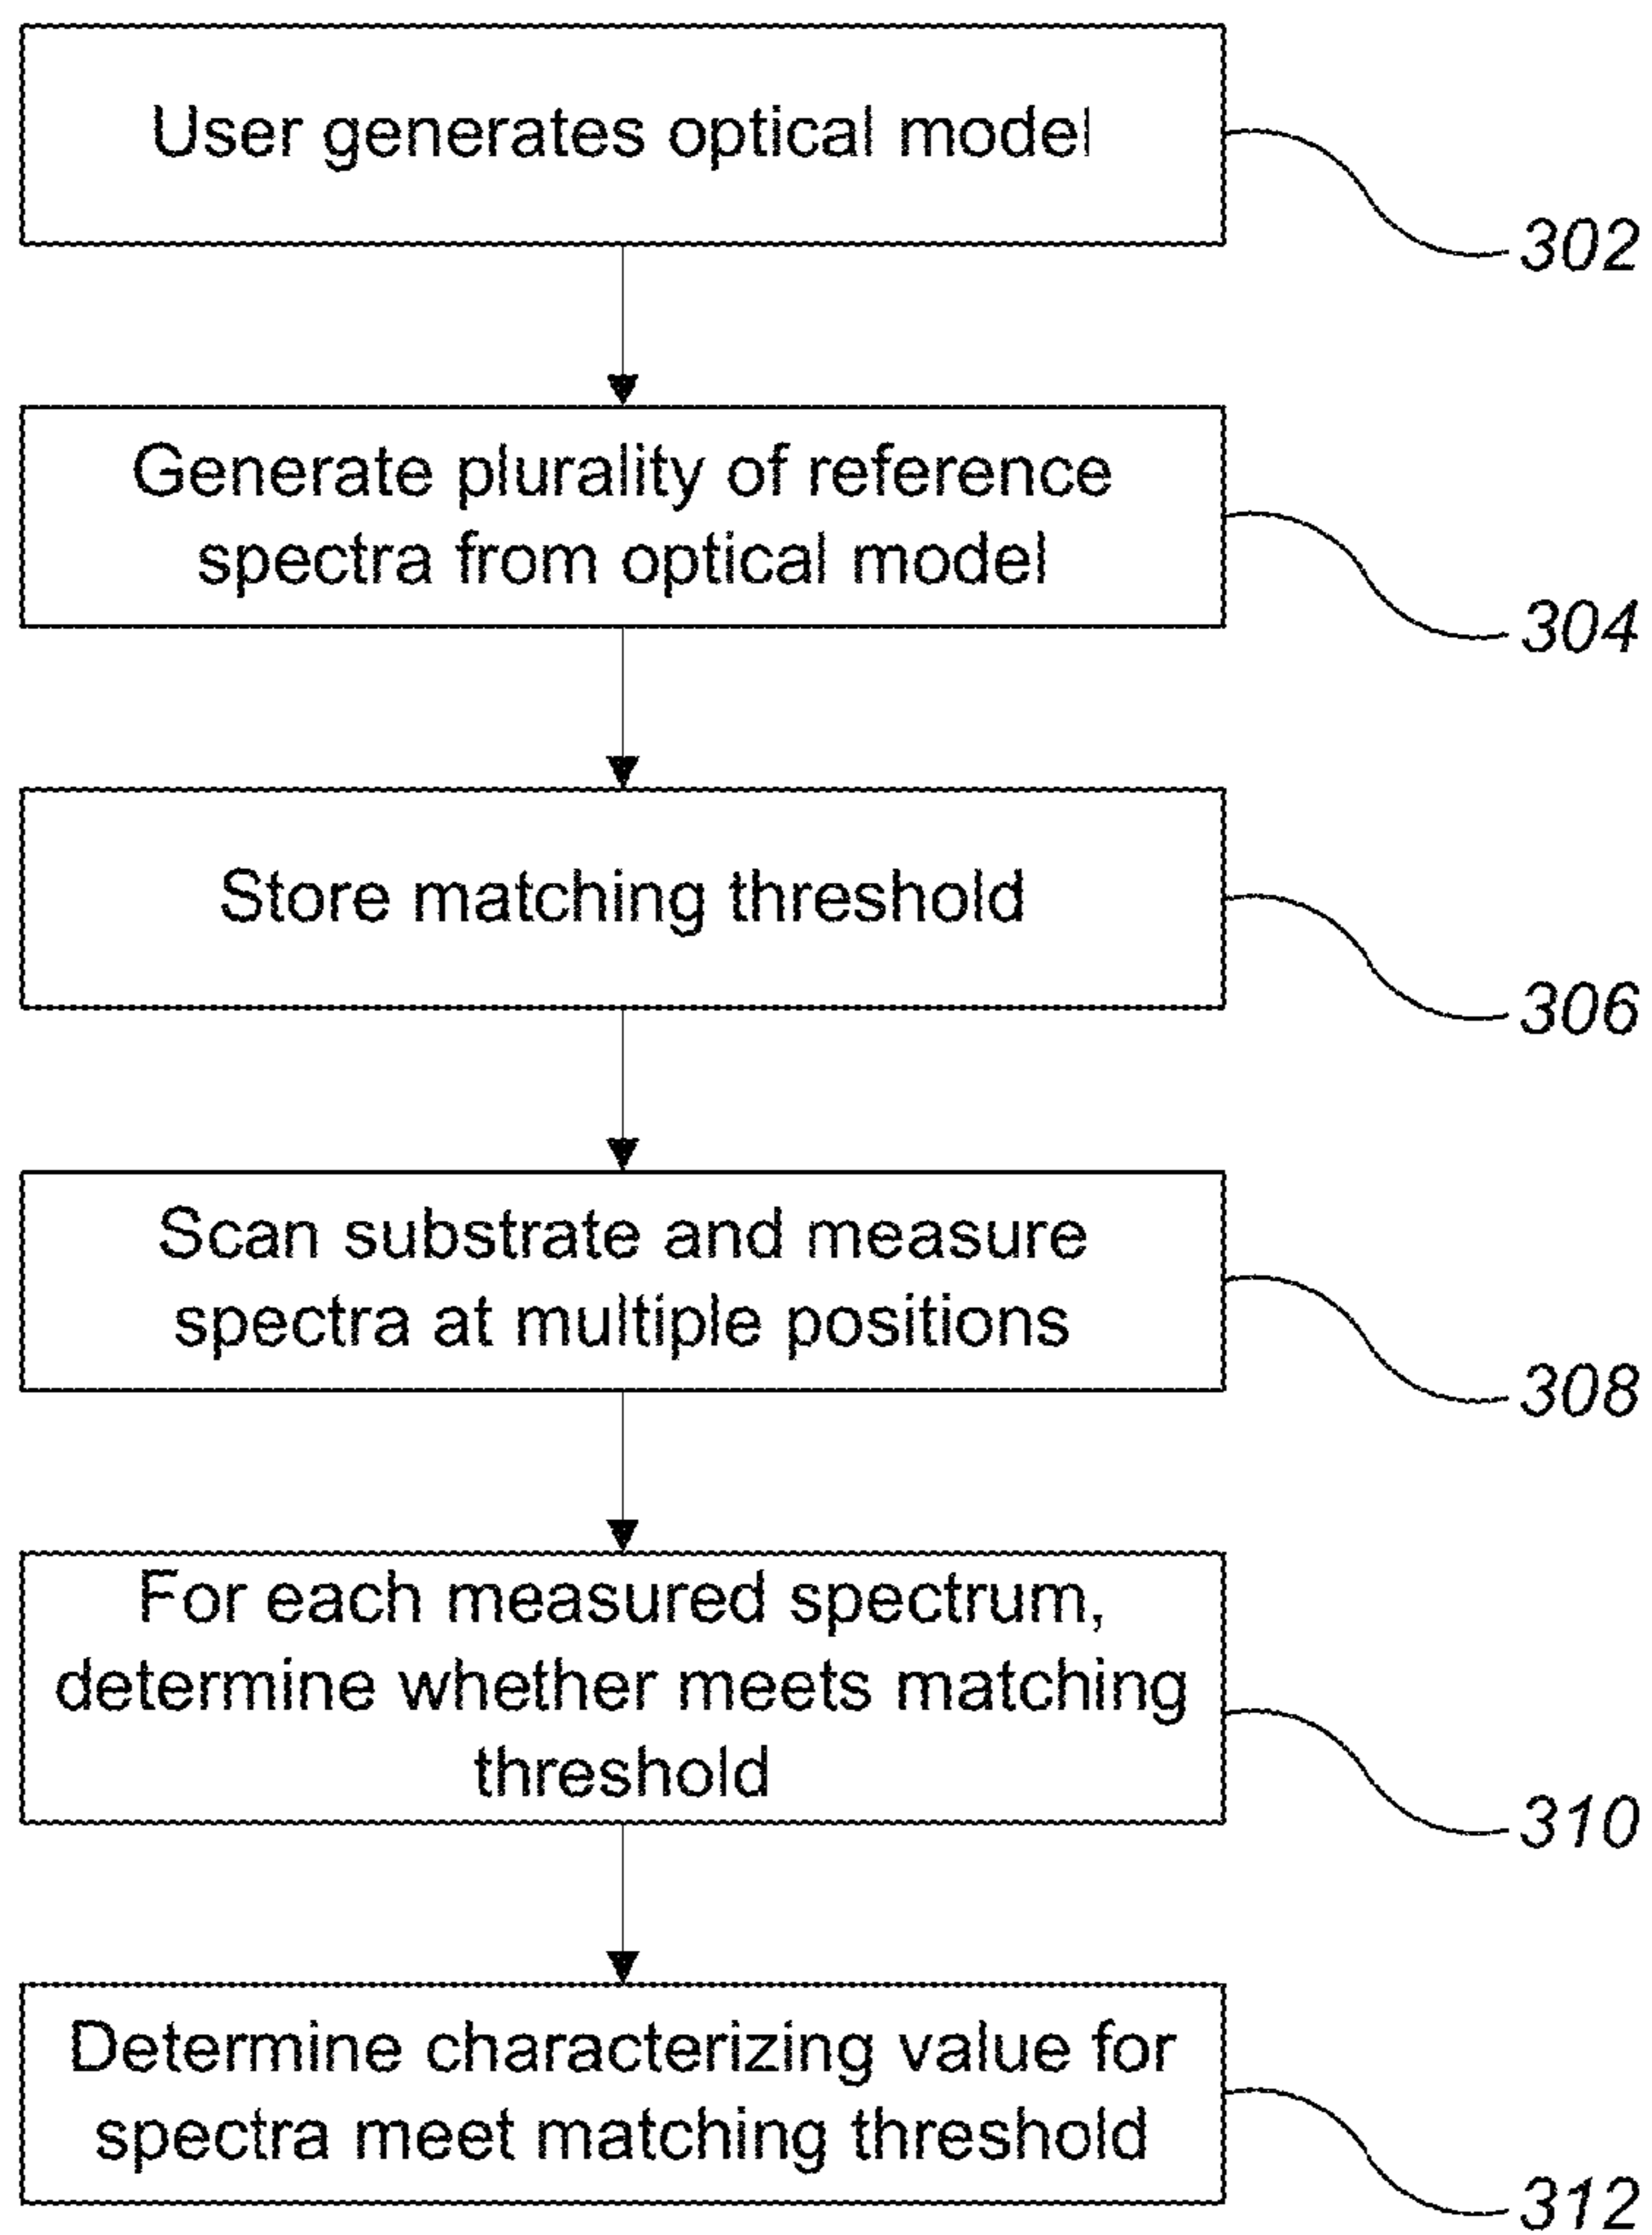 User generates optical model
302
Generate plurality of reference
spectra from optical model
304
Store matching threshold
306
Scan substrate and measure
spectra at multiple positions
308
For each measured spectrum,
determine whether meets matching
threshold
310
Determine characterizing value for
spectra meet matching threshold
312